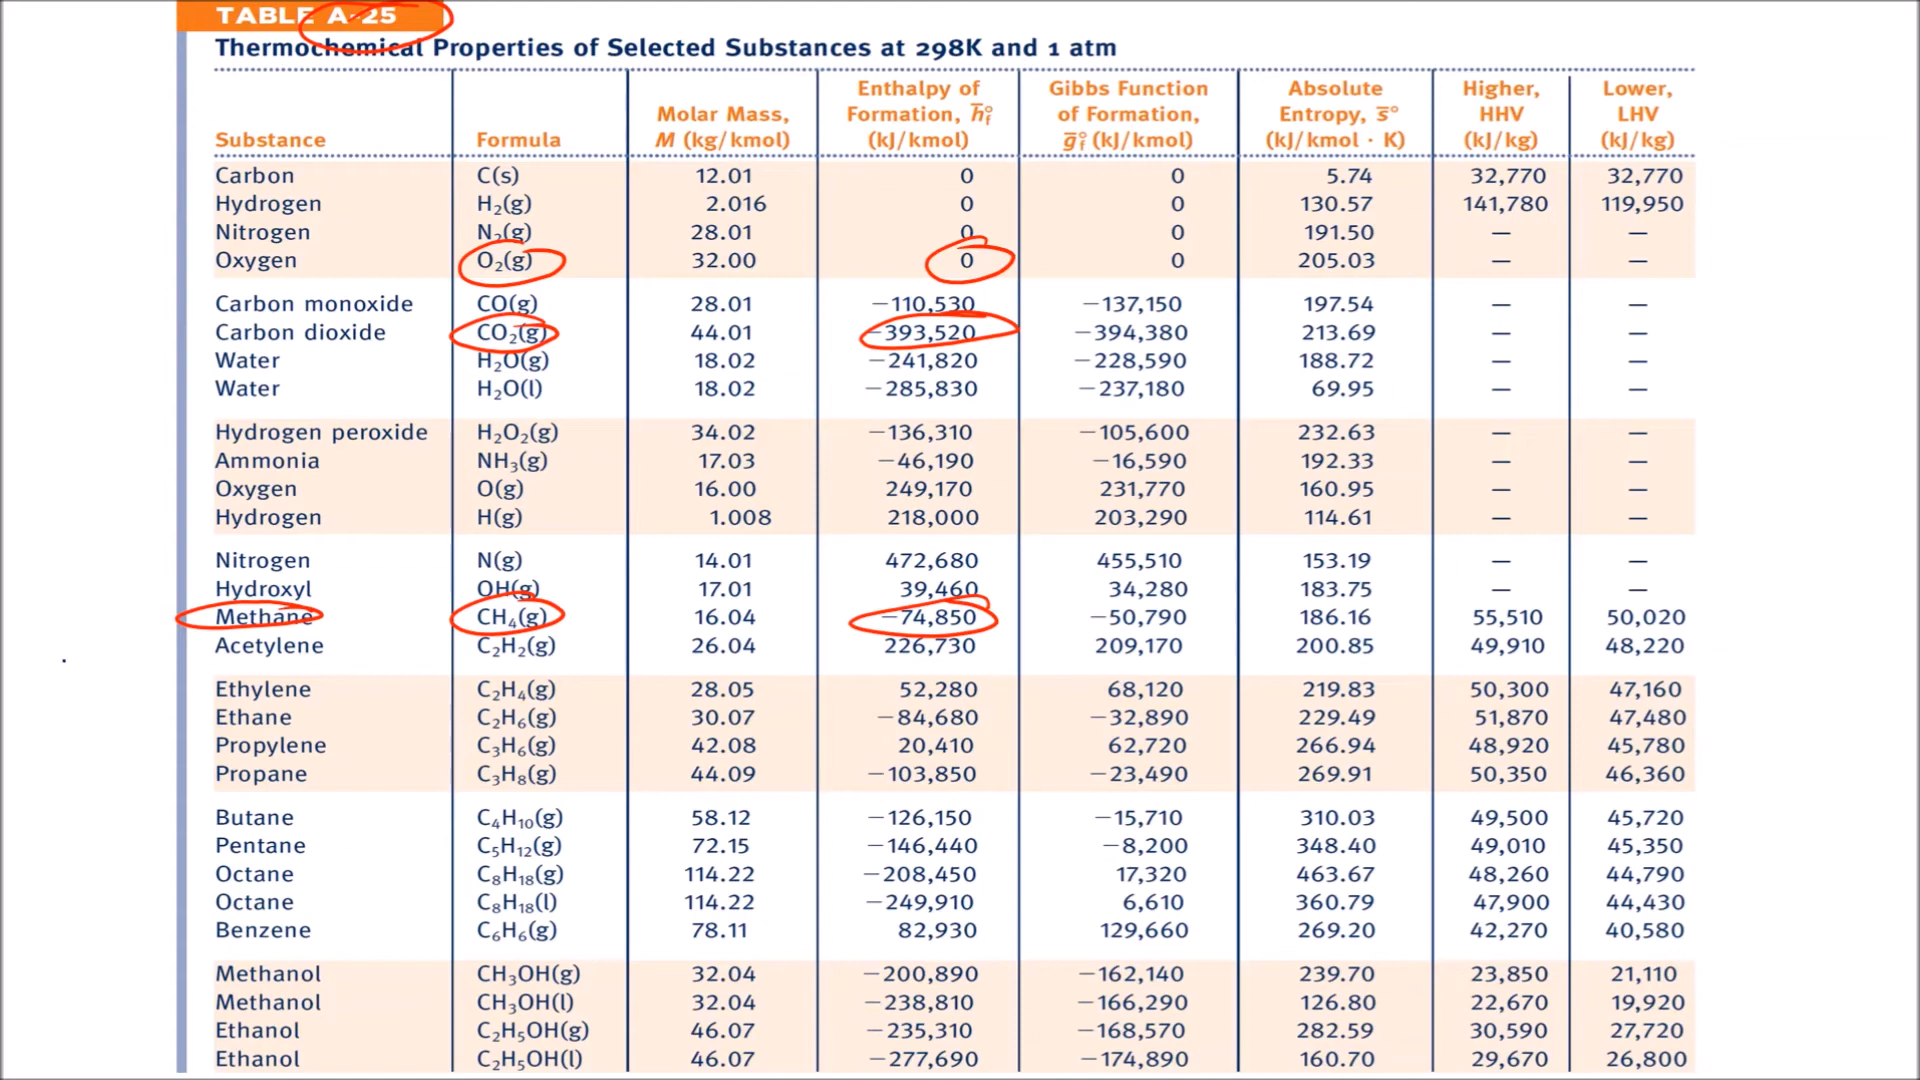 TABLE A-25
Thermochemical Properties of Selected Substances at 298K and 1 atm
Substance Formula Molar Mass, M (kg/kmol) Enthalpy of Formation, h̄°f (kJ/kmol) Gibbs Function of Formation, ḡ°f (kJ/kmol) Absolute Entropy, s̄° (kJ/kmol · K) Higher, HHV (kJ/kg) Lower, LHV (kJ/kg)
Carbon C(s) 12.01 0 0 5.74 32,770 32,770
Hydrogen H₂(g) 2.016 0 0 130.57 141,780 119,950
Nitrogen N₂(g) 28.01 0 0 191.50 — —
Oxygen O₂(g) 32.00 0 0 205.03 — —
Carbon monoxide CO(g) 28.01 −110,530 −137,150 197.54 — —
Carbon dioxide CO₂(g) 44.01 −393,520 −394,380 213.69 — —
Water H₂O(g) 18.02 −241,820 −228,590 188.72 — —
Water H₂O(l) 18.02 −285,830 −237,180 69.95 — —
Hydrogen peroxide H₂O₂(g) 34.02 −136,310 −105,600 232.63 — —
Ammonia NH₃(g) 17.03 −46,190 −16,590 192.33 — —
Oxygen O(g) 16.00 249,170 231,770 160.95 — —
Hydrogen H(g) 1.008 218,000 203,290 114.61 — —
Nitrogen N(g) 14.01 472,680 455,510 153.19 — —
Hydroxyl OH(g) 17.01 39,460 34,280 183.75 — —
Methane CH₄(g) 16.04 −74,850 −50,790 186.16 55,510 50,020
Acetylene C₂H₂(g) 26.04 226,730 209,170 200.85 49,910 48,220
Ethylene C₂H₄(g) 28.05 52,280 68,120 219.83 50,300 47,160
Ethane C₂H₆(g) 30.07 −84,680 −32,890 229.49 51,870 47,480
Propylene C₃H₆(g) 42.08 20,410 62,720 266.94 48,920 45,780
Propane C₃H₈(g) 44.09 −103,850 −23,490 269.91 50,350 46,360
Butane C₄H₁₀(g) 58.12 −126,150 −15,710 310.03 49,500 45,720
Pentane C₅H₁₂(g) 72.15 −146,440 −8,200 348.40 49,010 45,350
Octane C₈H₁₈(g) 114.22 −208,450 17,320 463.67 48,260 44,790
Octane C₈H₁₈(l) 114.22 −249,910 6,610 360.79 47,900 44,430
Benzene C₆H₆(g) 78.11 82,930 129,660 269.20 42,270 40,580
Methanol CH₃OH(g) 32.04 −200,890 −162,140 239.70 23,850 21,110
Methanol CH₃OH(l) 32.04 −238,810 −166,290 126.80 22,670 19,920
Ethanol C₂H₅OH(g) 46.07 −235,310 −168,570 282.59 30,590 27,720
Ethanol C₂H₅OH(l) 46.07 −277,690 −174,890 160.70 29,670 26,800